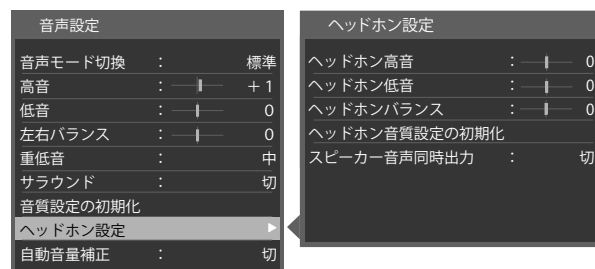 音声設定
音声モード切換 : 標準
高音 : +1
低音 : 0
左右バランス : 0
重低音 : 中
サラウンド : 切
音質設定の初期化
ヘッドホン設定
自動音量補正 : 切
ヘッドホン設定
ヘッドホン高音 : 0
ヘッドホン低音 : 0
ヘッドホンバランス : 0
ヘッドホン音質設定の初期化
スピーカー音声同時出力 : 切